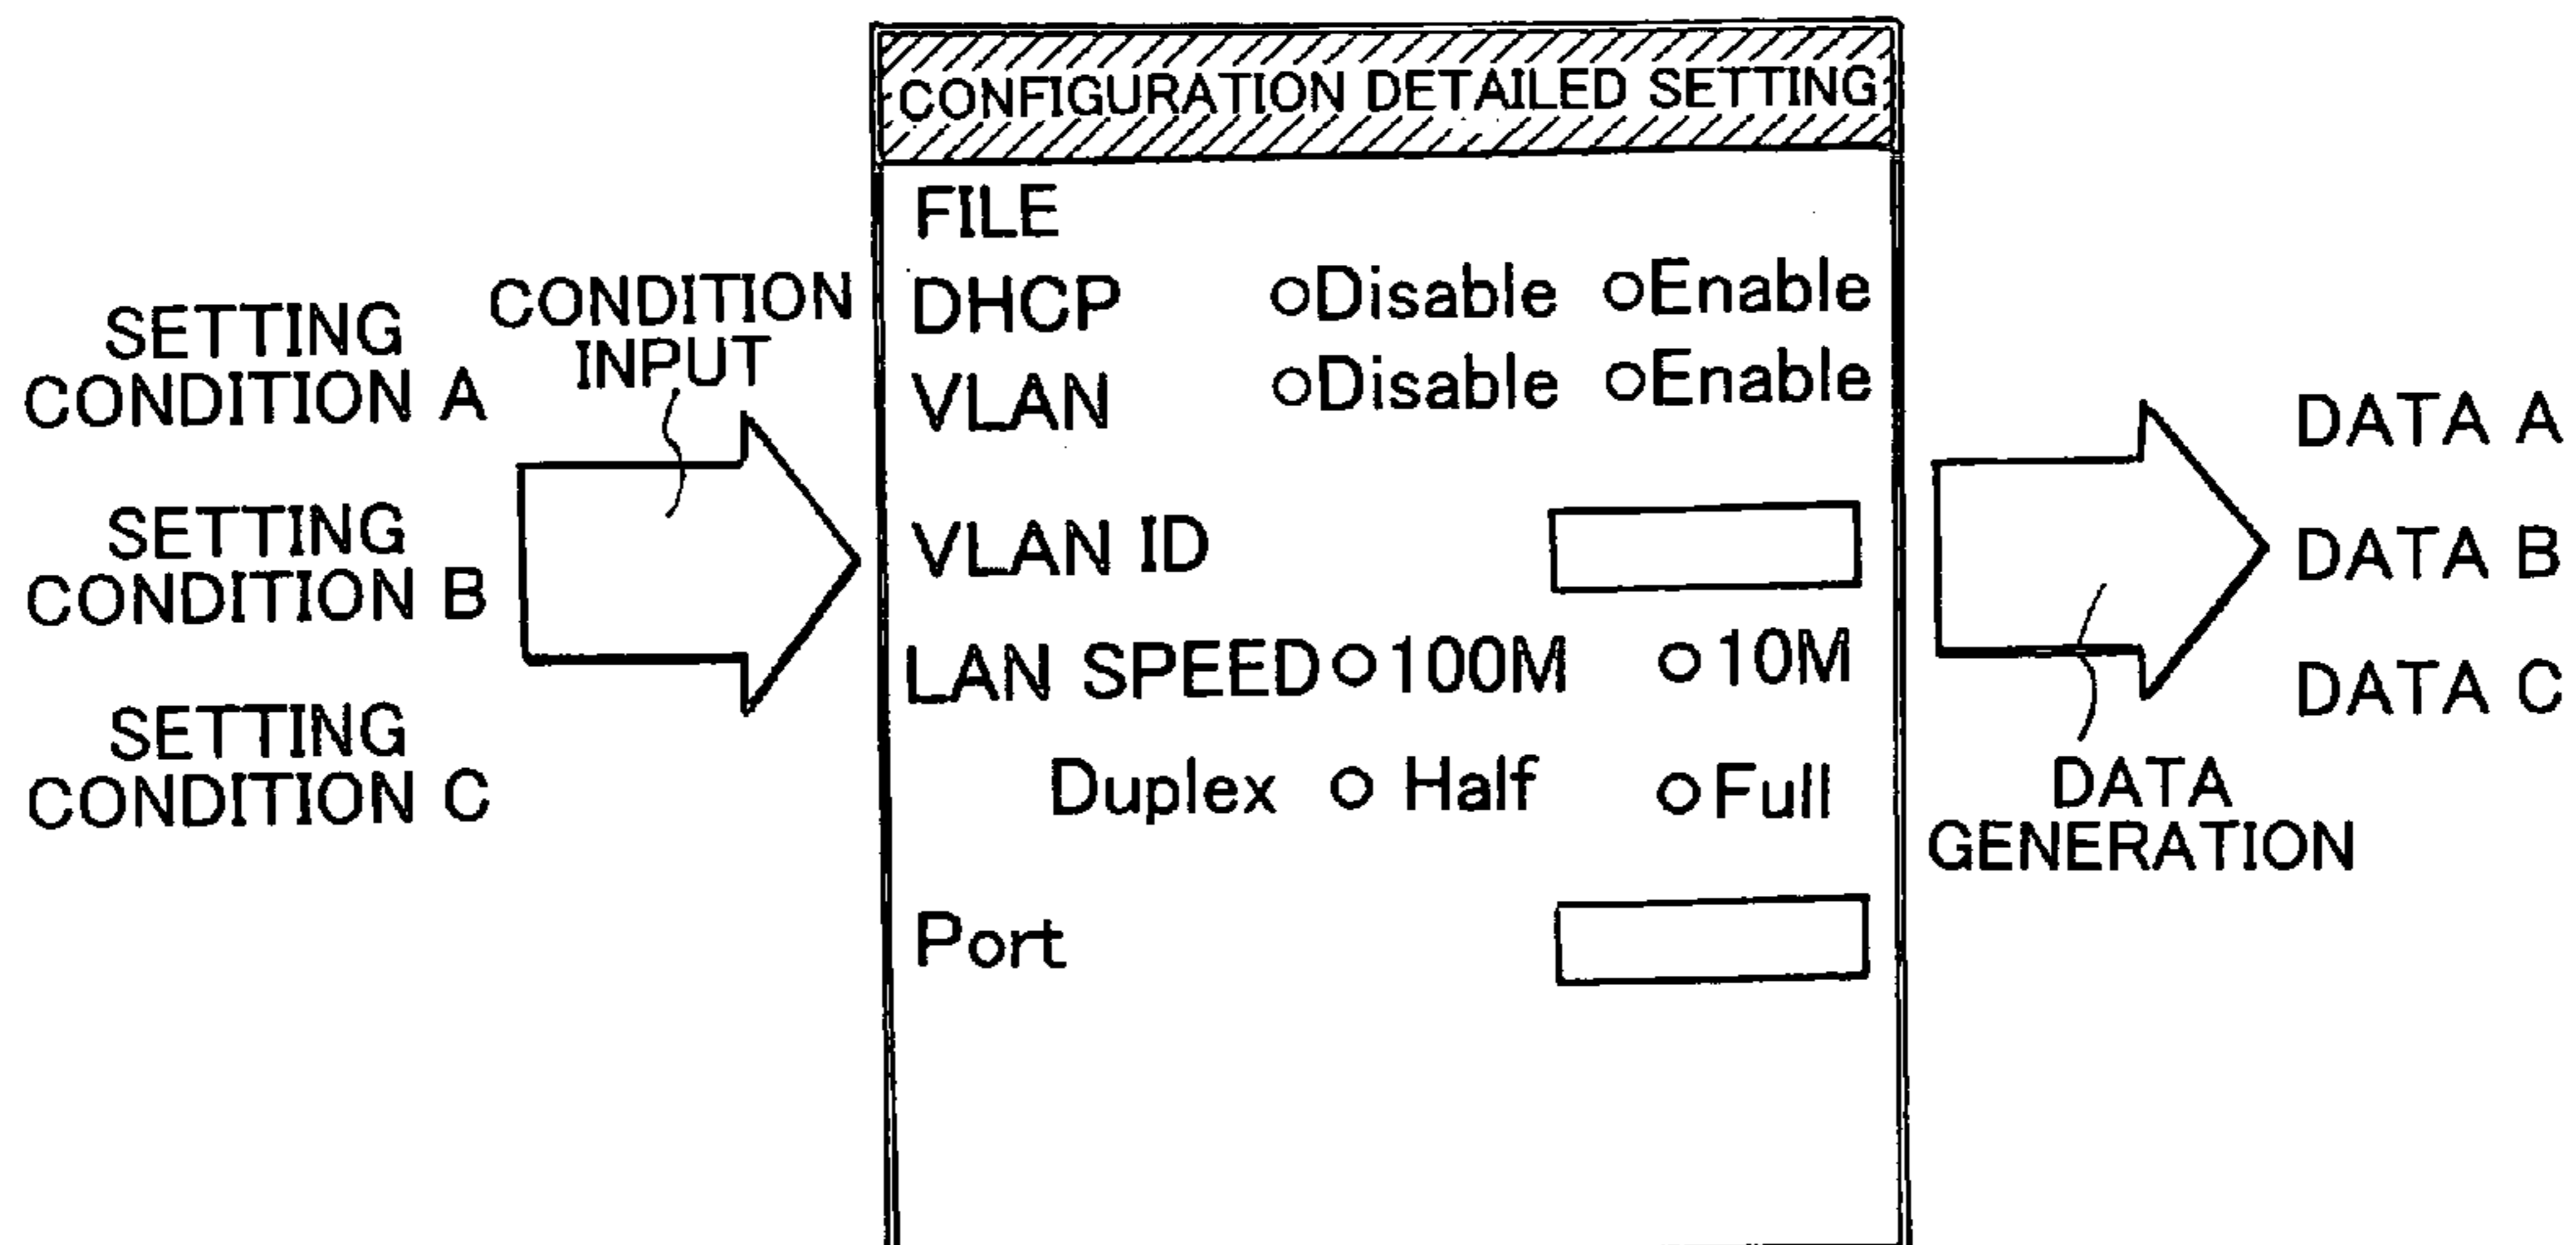 CONFIGURATION DETAILED SETTING
FILE
DHCP ○Disable ○Enable
VLAN ○Disable ○Enable
VLAN ID
LAN SPEED ○100M ○10M
Duplex ○ Half ○Full
Port
SETTING
CONDITION A
SETTING
CONDITION B
SETTING
CONDITION C
CONDITION
INPUT
DATA A
DATA B
DATA C
DATA
GENERATION